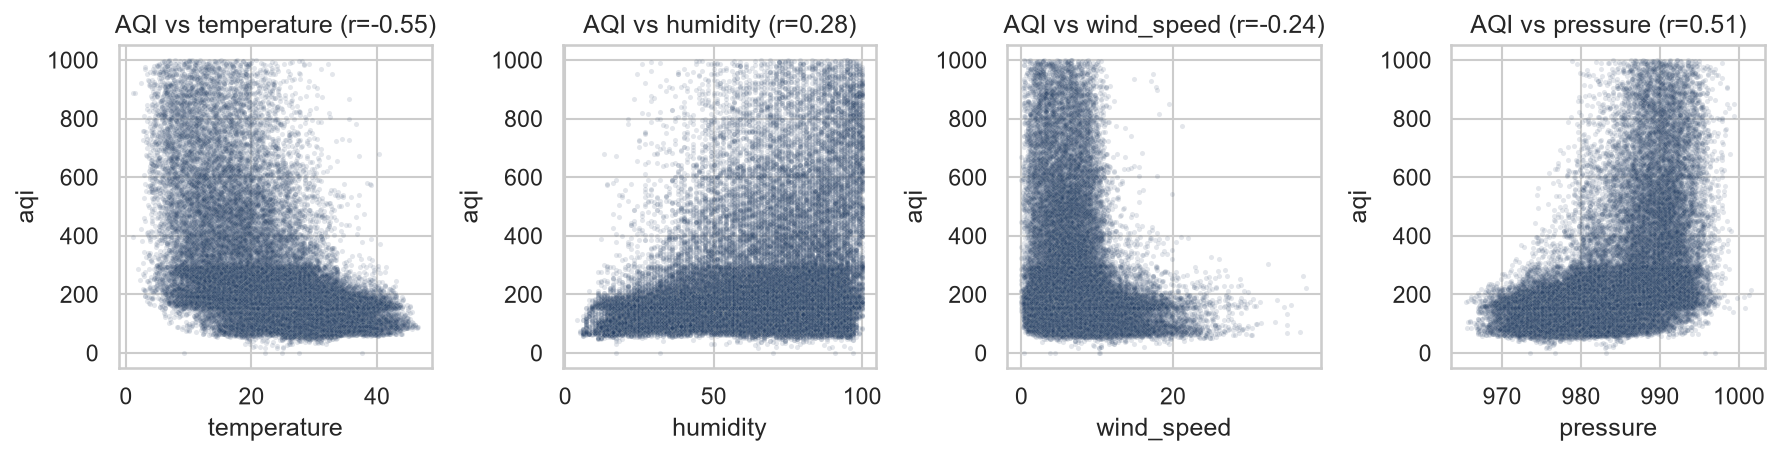 AQI vs temperature (r=-0.55)
1000
800
600
400
200
0
aqi
0 20 40
temperature
AQI vs humidity (r=0.28)
1000
800
600
400
200
0
aqi
0 50 100
humidity
AQI vs wind_speed (r=-0.24)
1000
800
600
400
200
0
aqi
0 20
wind_speed
AQI vs pressure (r=0.51)
1000
800
600
400
200
0
aqi
970 980 990 1000
pressure